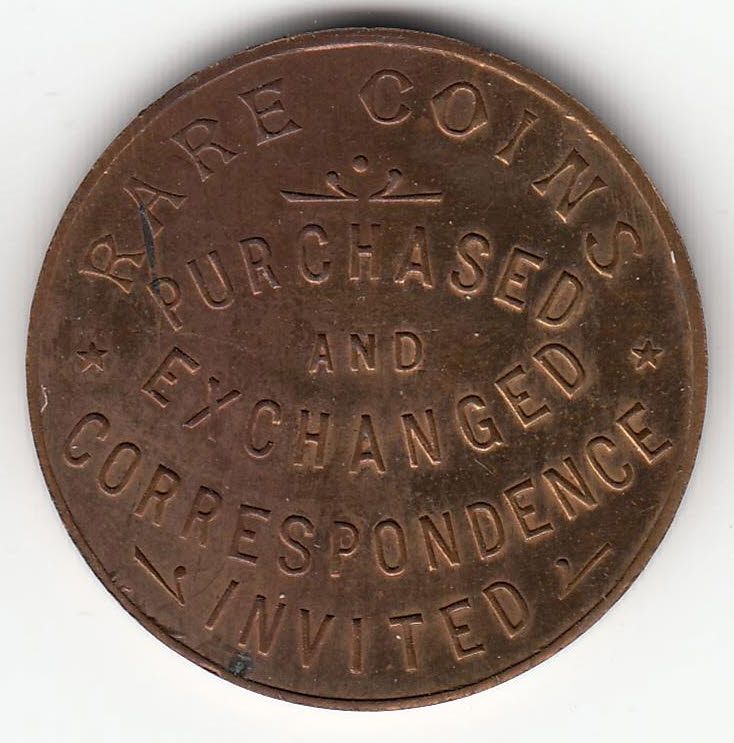 RARE COINS
PURCHASED
AND
EXCHANGED
CORRESPONDENCE
INVITED